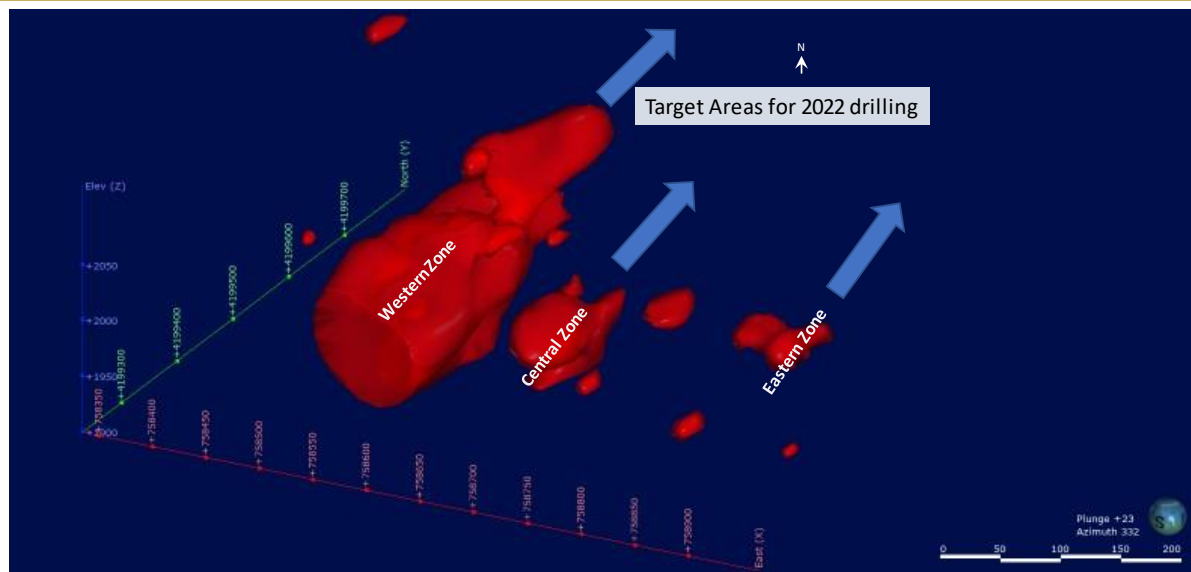 N
Target Areas for 2022 drilling
Elev (Z)
North (Y)
+4199700
+4199600
+4199500
+4199400
+4199300
+2050
+2000
+1950
Western Zone
Central Zone
Eastern Zone
+758350
+758400
+758450
+758500
+758550
+758600
+758650
+758700
+758750
+758800
+758850
+758900
East (X)
Plunge +23
Azimuth 332
S
0 50 100 150 200